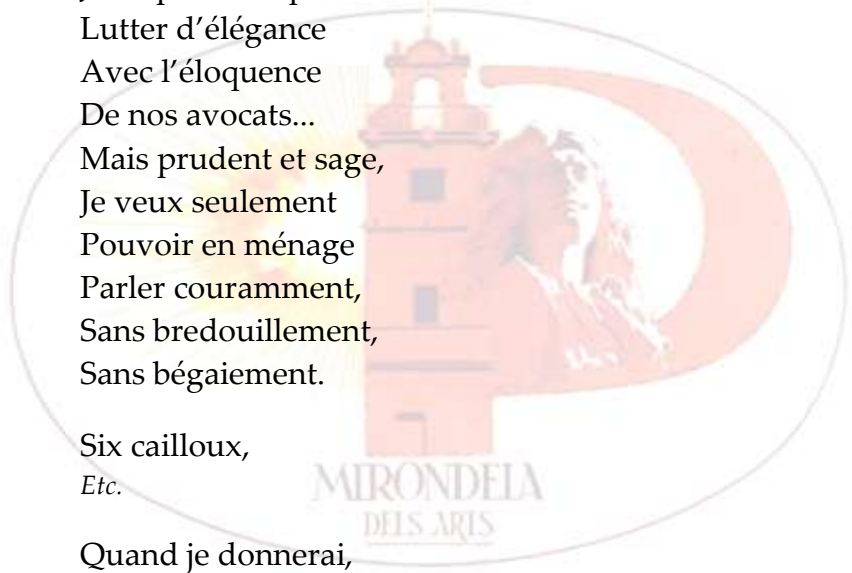 Lutter d’élégance
Avec l’éloquence
De nos avocats...
Mais prudent et sage,
Je veux seulement
Pouvoir en ménage
Parler couramment,
Sans bredouillement,
Sans bégaiement.
Six cailloux,
Etc.
MIRONDELA
DELS ARTS
Quand je donnerai,